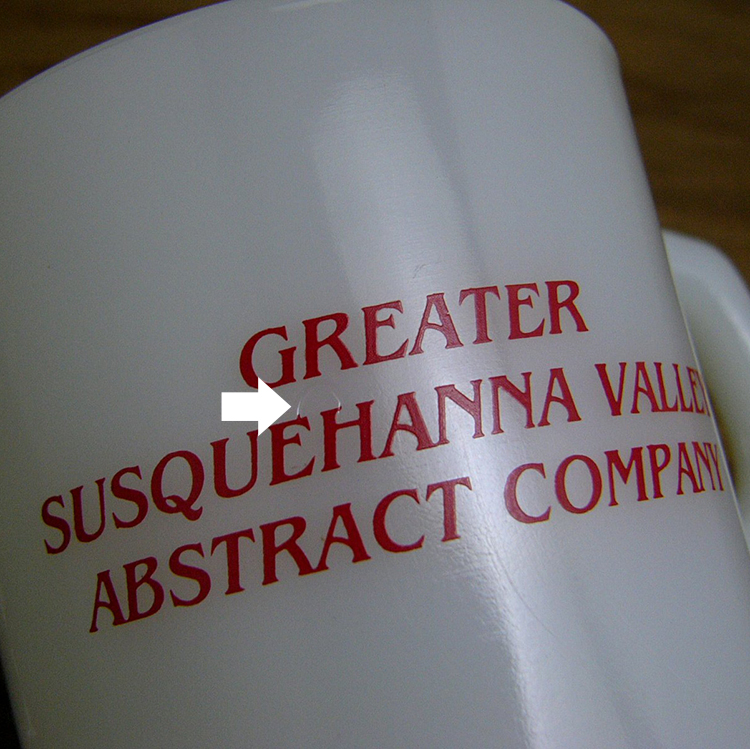 GREATER
SUSQUEHANNA VALLEY
ABSTRACT COMPANY